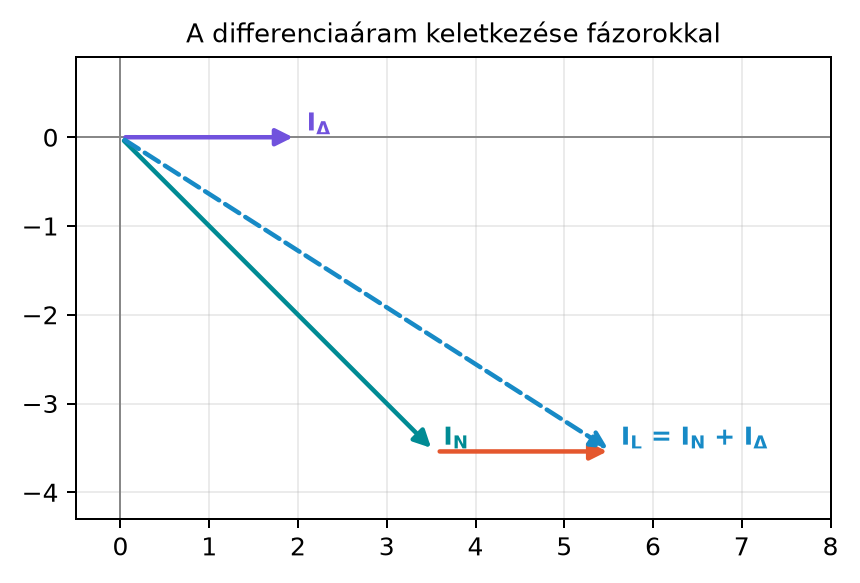 A differenciaáram keletkezése fázorokkal
I_Δ
0
−1
−2
−3
−4
I_N
I_L = I_N + I_Δ
0 1 2 3 4 5 6 7 8